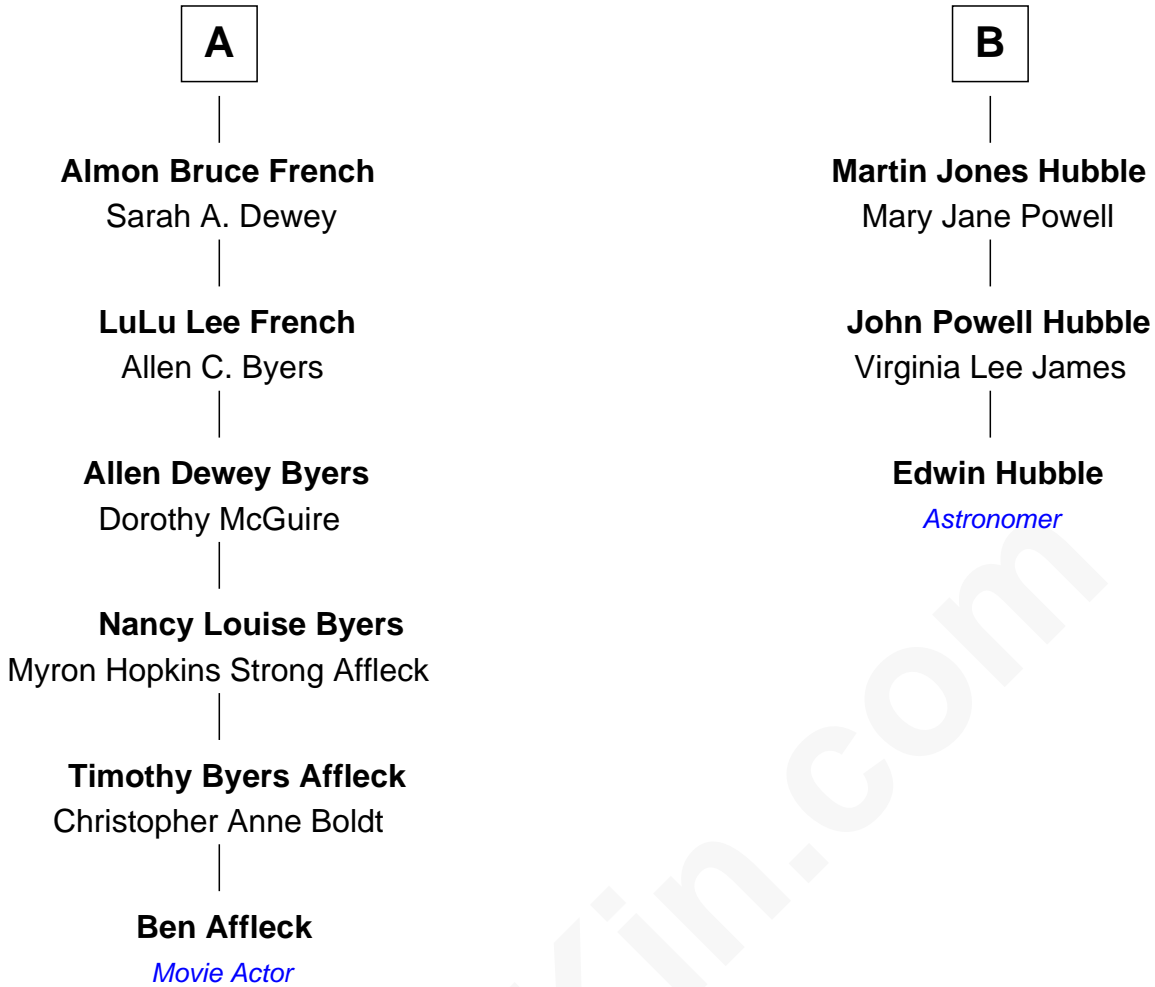 A
Almon Bruce French
Sarah A. Dewey
LuLu Lee French
Allen C. Byers
Allen Dewey Byers
Dorothy McGuire
Nancy Louise Byers
Myron Hopkins Strong Affleck
Timothy Byers Affleck
Christopher Anne Boldt
Ben Affleck
Movie Actor
B
Martin Jones Hubble
Mary Jane Powell
John Powell Hubble
Virginia Lee James
Edwin Hubble
Astronomer
Kin.com